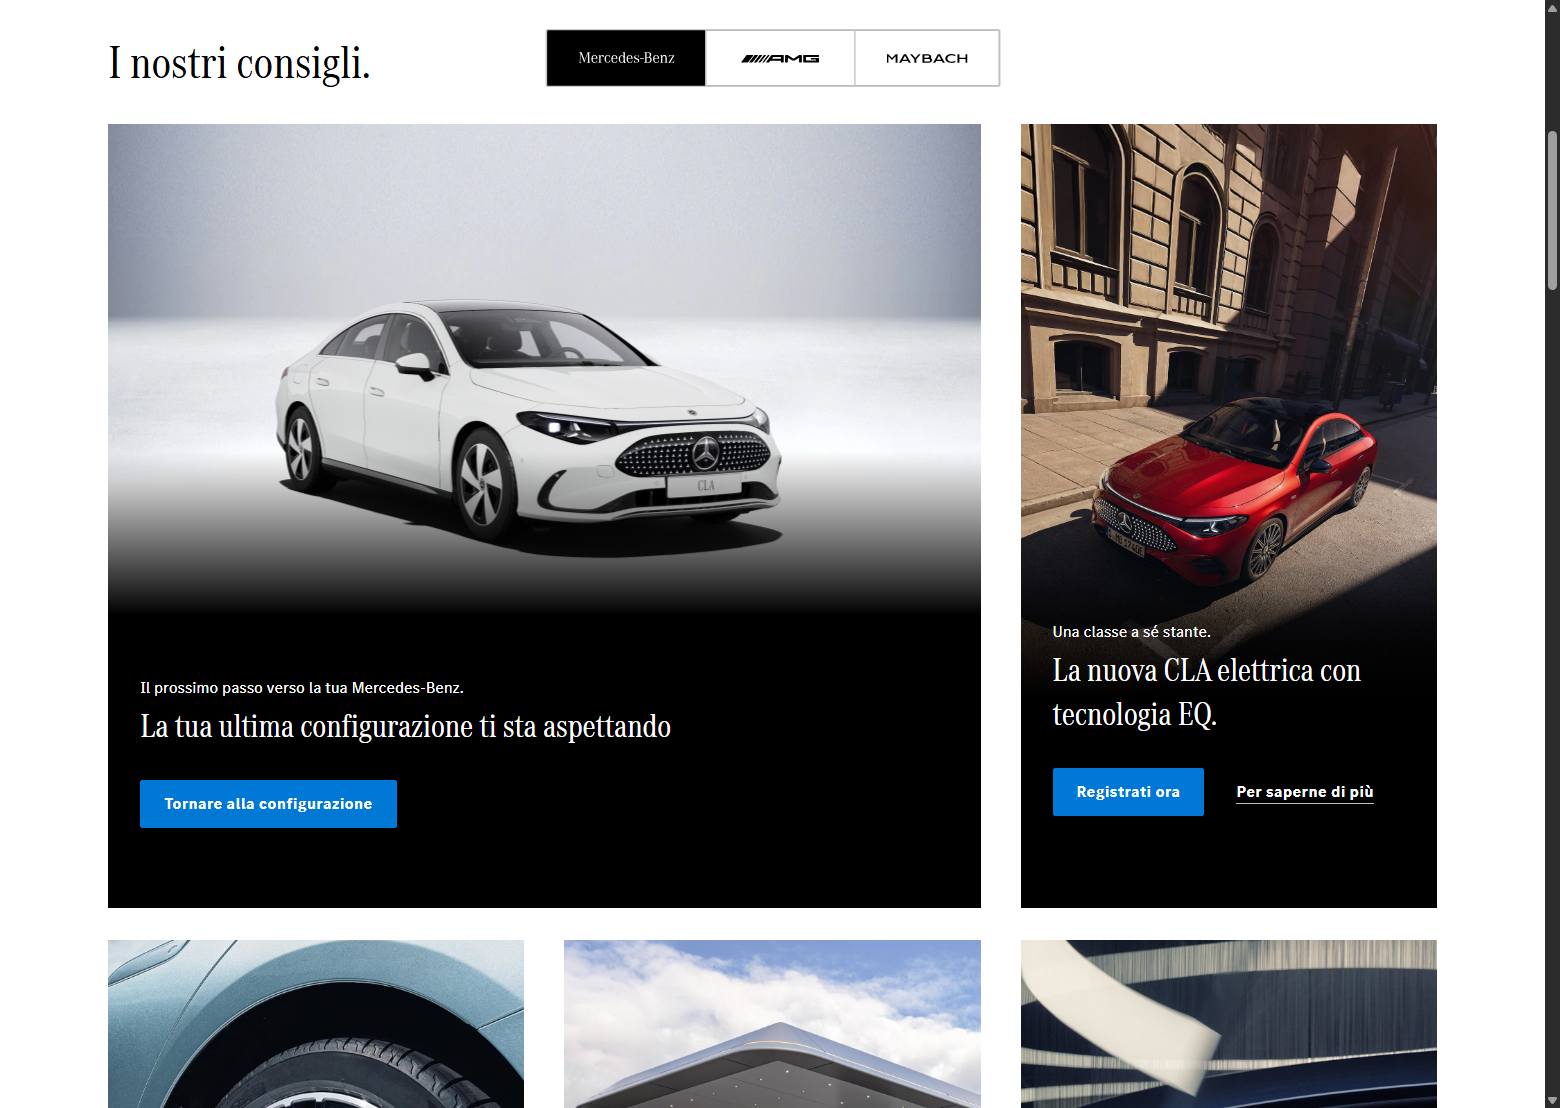 I nostri consigli.
Mercedes-Benz
AMG
MAYBACH
CLA
Il prossimo passo verso la tua Mercedes-Benz.
La tua ultima configurazione ti sta aspettando
Tornare alla configurazione
Una classe a sé stante.
La nuova CLA elettrica con
tecnologia EQ.
Registrati ora
Per saperne di più